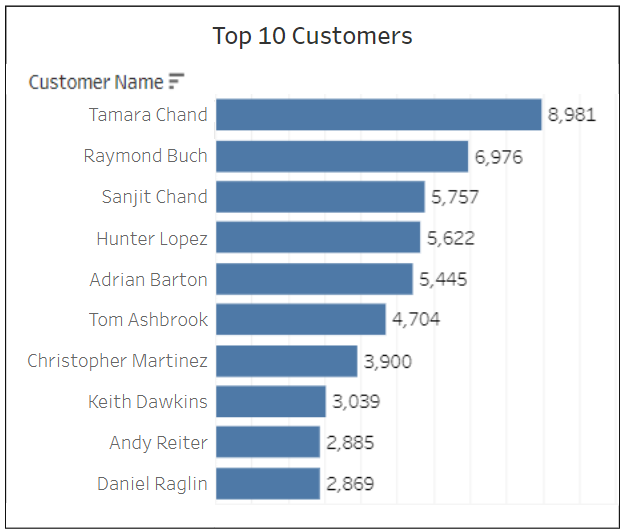 Top 10 Customers
Customer Name
Tamara Chand 8,981
Raymond Buch 6,976
Sanjit Chand 5,757
Hunter Lopez 5,622
Adrian Barton 5,445
Tom Ashbrook 4,704
Christopher Martinez 3,900
Keith Dawkins 3,039
Andy Reiter 2,885
Daniel Raglin 2,869